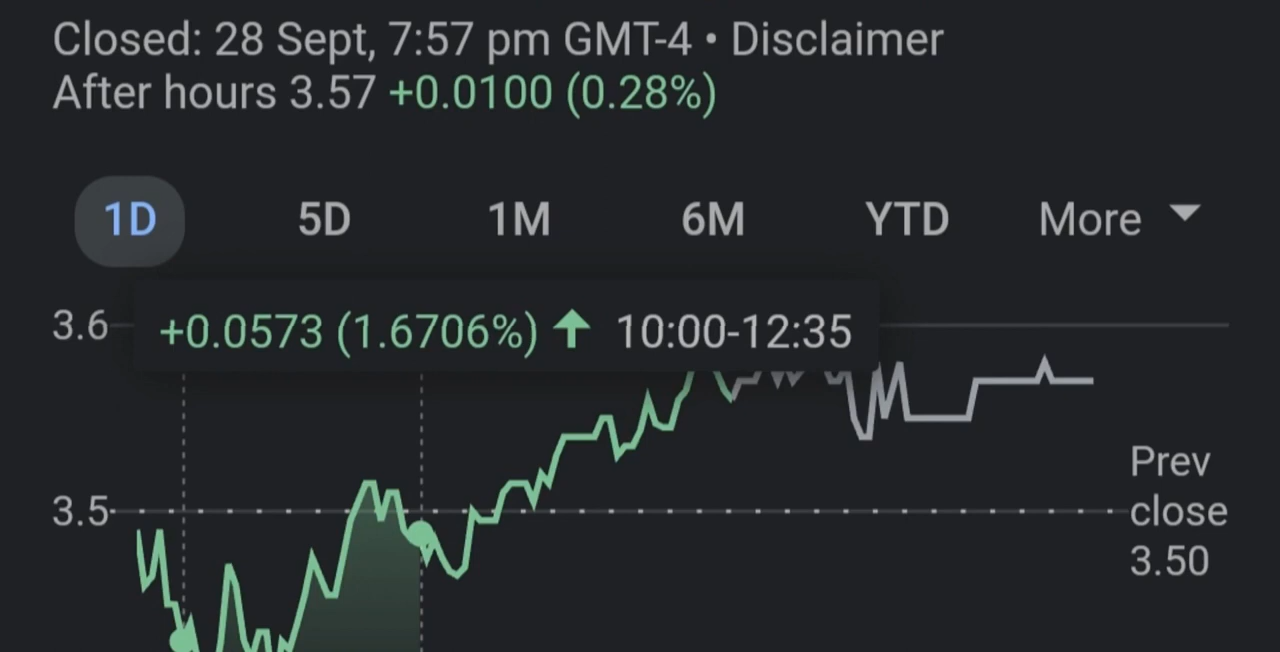 Closed: 28 Sept, 7:57 pm GMT-4 • Disclaimer
After hours 3.57 +0.0100 (0.28%)
1D 5D 1M 6M YTD More
3.6 +0.0573 (1.6706%) 10:00-12:35
3.5
Prev
close
3.50